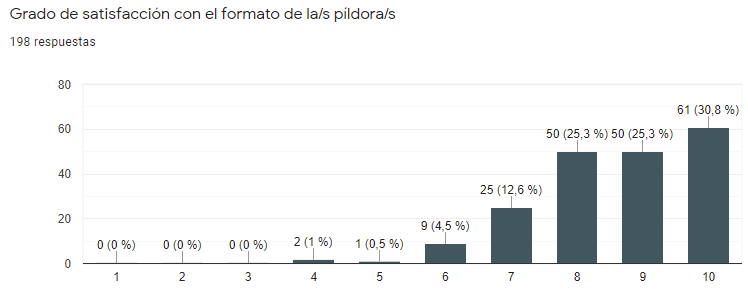 Grado de satisfacción con el formato de la/s píldora/s
198 respuestas
80
60
40
20
0
0 (0 %)
0 (0 %)
0 (0 %)
2 (1 %)
1 (0,5 %)
9 (4,5 %)
25 (12,6 %)
50 (25,3 %)
50 (25,3 %)
61 (30,8 %)
1 2 3 4 5 6 7 8 9 10